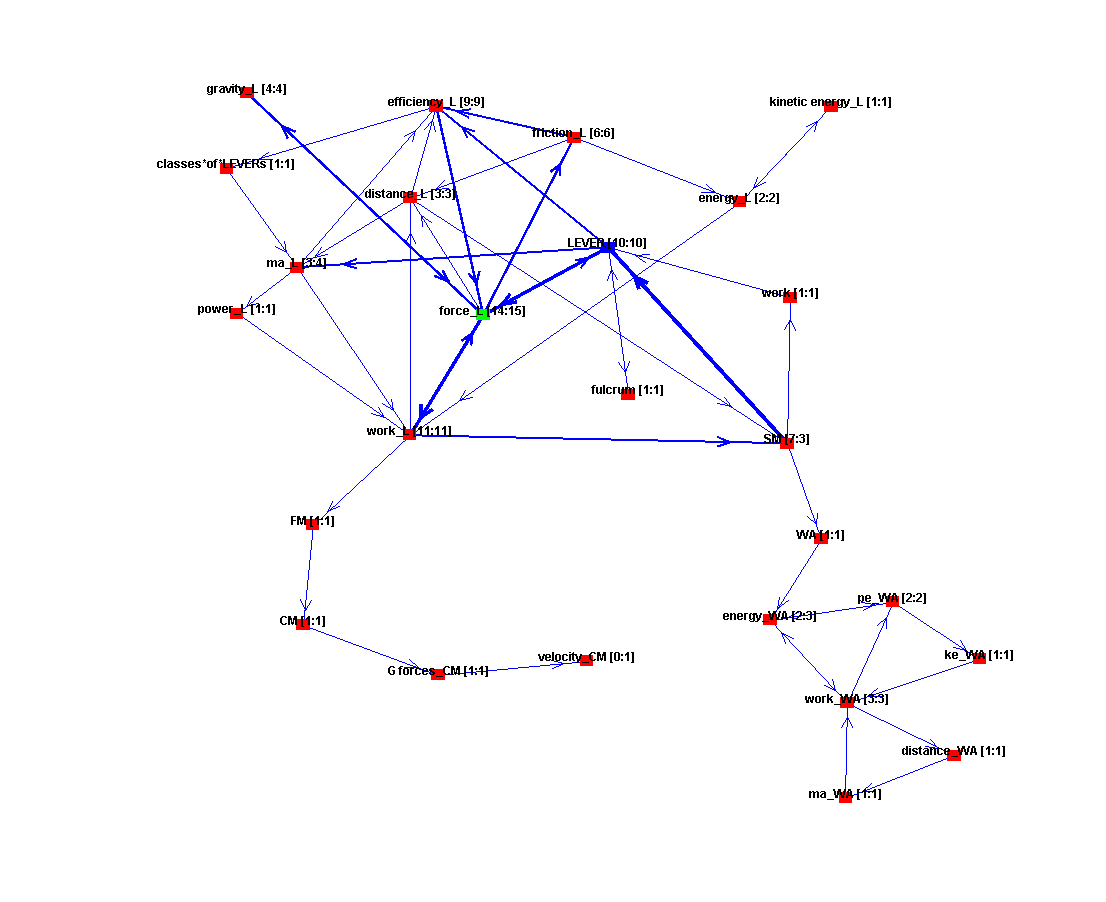 gravity_L [4:4]
efficiency_L [9:9]
kinetic energy_L [1:1]
friction_L [6:6]
classes*of*LEVERs [1:1]
distance_L [3:3]
energy_L [2:2]
LEVER [10:10]
ma_L [3:4]
work [1:1]
power_L [1:1]
force_L [14:15]
fulcrum [1:1]
work_L [11:11]
SM [7:3]
FM [1:1]
WA [1:1]
pe_WA [2:2]
energy_WA [2:3]
CM [1:1]
ke_WA [1:1]
velocity_CM [0:1]
G forces_CM [1:1]
work_WA [3:3]
distance_WA [1:1]
ma_WA [1:1]